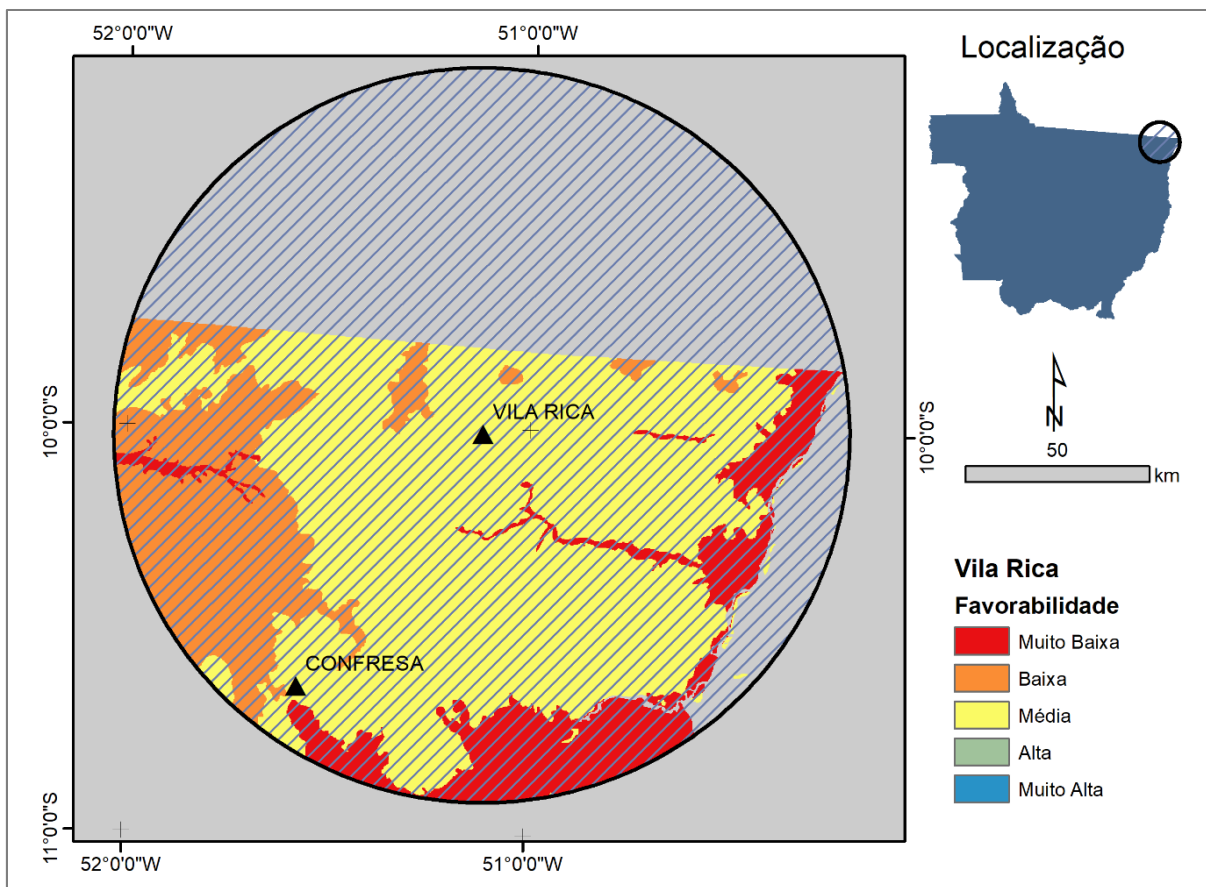 52°0'0"W
51°0'0"W
Localização
10°0'0"S
VILA RICA
10°0'0"S
N
50
km
CONFRESA
Vila Rica
Favorabilidade
Muito Baixa
Baixa
Média
Alta
Muito Alta
11°0'0"S
52°0'0"W
51°0'0"W